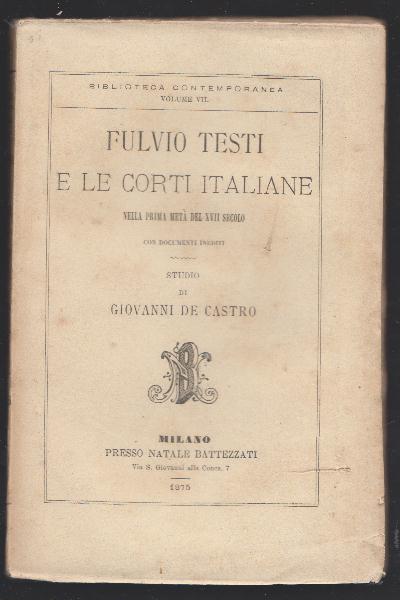 BIBLIOTECA CONTEMPORANEA
VOLUME VII.
FULVIO TESTI
E LE CORTI ITALIANE
NELLA PRIMA METÀ DEL XVII SECOLO
CON DOCUMENTI INEDITI
STUDIO
DI
GIOVANNI DE CASTRO
NB
MILANO
PRESSO NATALE BATTEZZATI
Via S. Giovanni alla Conca, 7
1875